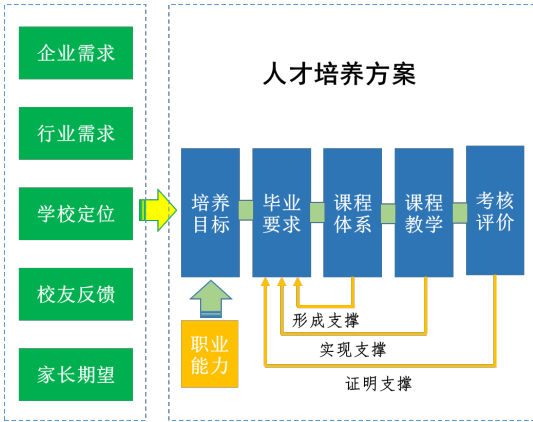 企业需求
行业需求
学校定位
校友反馈
家长期望
人才培养方案
培养
目标
毕业
要求
课程
体系
课程
教学
考核
评价
职业
能力
形成支撑
实现支撑
证明支撑